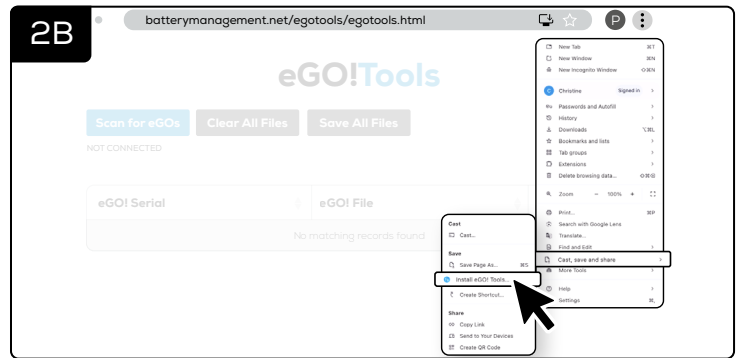 2B
batterymanagement.net/egotools/egotools.html
P
eGO!Tools
Scan for eGOs
Clear All Files
Save All Files
NOT CONNECTED
eGO! Serial
eGO! File
No matching records found
New Tab ⌘T
New Window ⌘N
New Incognito Window ⇧⌘N
C Christine Signed in
Passwords and Autofill
History
Downloads ⌥⌘L
Bookmarks and lists
Tab groups
Extensions
Delete browsing data... ⇧⌘⌫
Zoom − 100% +
Print... ⌘P
Search with Google Lens
Translate...
Find and Edit
Cast, save and share
More Tools
Help
Settings ⌘,
Cast
Cast...
Save
Save Page As... ⌘S
Install eGO! Tools...
Create Shortcut...
Share
Copy Link
Send to Your Devices
Create QR Code